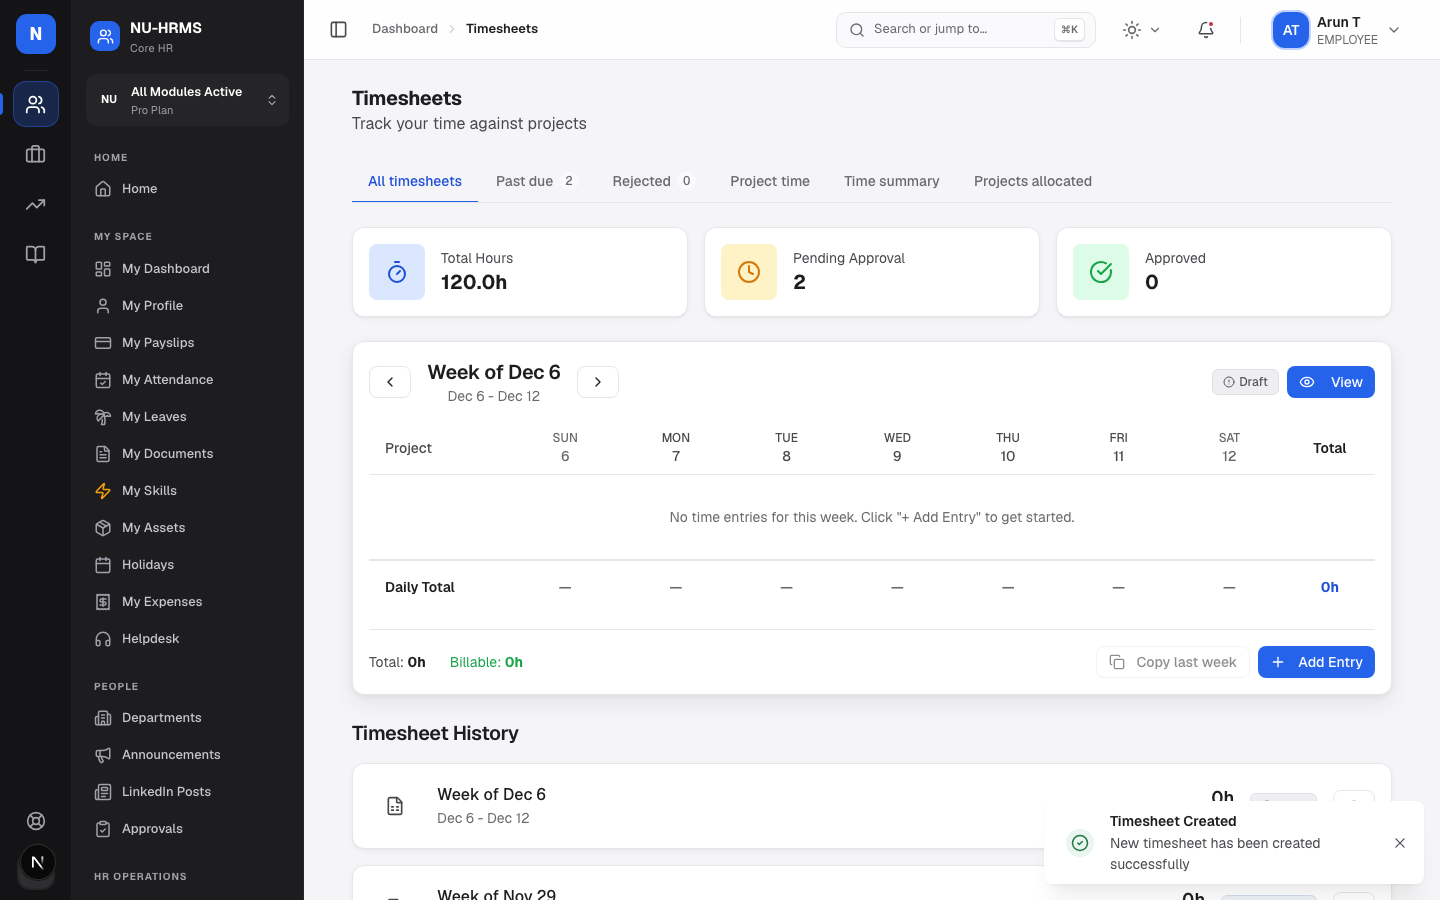 N
NU-HRMS
Core HR
NU
All Modules Active
Pro Plan
HOME
Home
MY SPACE
My Dashboard
My Profile
My Payslips
My Attendance
My Leaves
My Documents
My Skills
My Assets
Holidays
My Expenses
Helpdesk
PEOPLE
Departments
Announcements
LinkedIn Posts
Approvals
HR OPERATIONS
N
Dashboard > Timesheets
Search or jump to...
⌘K
AT
Arun T
EMPLOYEE
Timesheets
Track your time against projects
All timesheets Past due 2 Rejected 0 Project time Time summary Projects allocated
Total Hours
120.0h
Pending Approval
2
Approved
0
Week of Dec 6
Dec 6 - Dec 12
Draft
View
Project SUN 6 MON 7 TUE 8 WED 9 THU 10 FRI 11 SAT 12 Total
No time entries for this week. Click "+ Add Entry" to get started.
Daily Total — — — — — — — 0h
Total: 0h Billable: 0h
Copy last week
Add Entry
Timesheet History
Week of Dec 6
Dec 6 - Dec 12
0h
Week of Nov 29
0h
Timesheet Created
New timesheet has been created
successfully